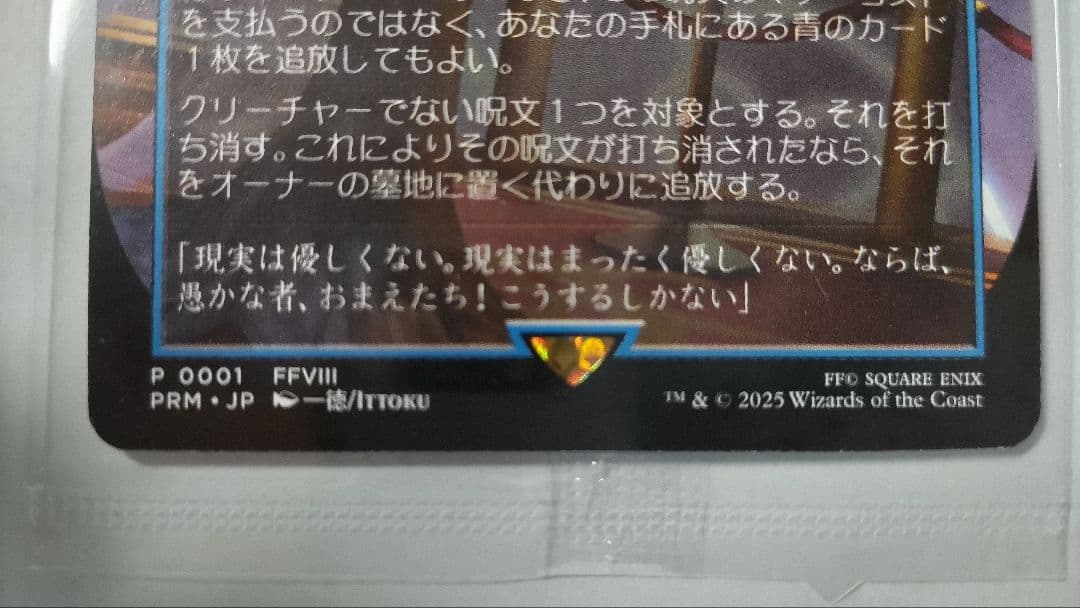 を支払うのではなく、あなたの手札にある青のカード
1枚を追放してもよい。
クリーチャーでない呪文1つを対象とする。それを打
ち消す。これによりその呪文が打ち消されたなら、それ
をオーナーの墓地に置く代わりに追放する。
「現実は優しくない。現実はまったく優しくない。ならば、
愚かな者、おまえたち！こうするしかない」
P 0001 FFVIII
PRM • JP 一徳/ITTOKU
FF© SQUARE ENIX
™ & © 2025 Wizards of the Coast